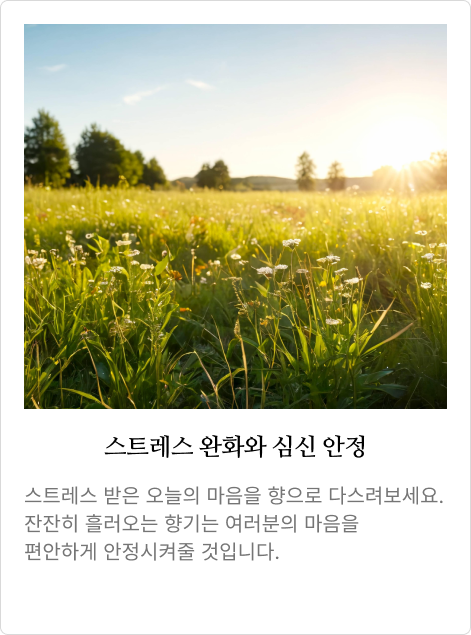 스트레스 완화와 심신 안정
스트레스 받은 오늘의 마음을 향으로 다스려보세요.
잔잔히 흘러오는 향기는 여러분의 마음을
편안하게 안정시켜줄 것입니다.